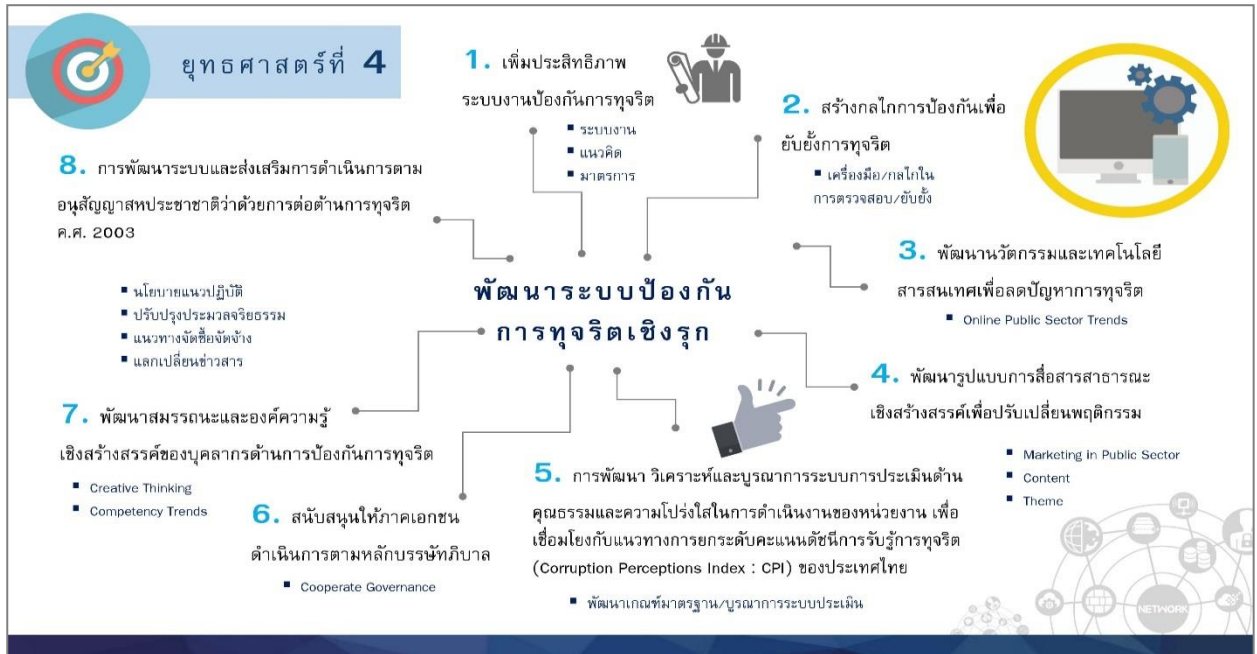 ยุทธศาสตร์ที่ 4
1. เพิ่มประสิทธิภาพ
ระบบงานป้องกันการทุจริต
■ ระบบงาน
■ แนวคิด
■ มาตรการ
2. สร้างกลไกการป้องกันเพื่อ
ยับยั้งการทุจริต
■ เครื่องมือ/กลไกใน
การตรวจสอบ/ยับยั้ง
3. พัฒนานวัตกรรมและเทคโนโลยี
สารสนเทศเพื่อลดปัญหาการทุจริต
■ Online Public Sector Trends
พัฒนาระบบป้องกัน
การทุจริตเชิงรุก
4. พัฒนารูปแบบการสื่อสารสาธารณะ
เชิงสร้างสรรค์เพื่อปรับเปลี่ยนพฤติกรรม
■ Marketing in Public Sector
■ Content
■ Theme
5. การพัฒนา วิเคราะห์และบูรณาการระบบการประเมินด้าน
คุณธรรมและความโปร่งใสในการดำเนินงานของหน่วยงาน เพื่อ
เชื่อมโยงกับแนวทางการยกระดับคะแนนดัชนีการรับรู้การทุจริต
(Corruption Perceptions Index : CPI) ของประเทศไทย
■ พัฒนาเกณฑ์มาตรฐาน/บูรณาการระบบประเมิน
6. สนับสนุนให้ภาคเอกชน
ดำเนินการตามหลักบรรษัทภิบาล
■ Cooperate Governance
7. พัฒนาสมรรถนะและองค์ความรู้
เชิงสร้างสรรค์ของบุคลากรด้านการป้องกันการทุจริต
■ Creative Thinking
■ Competency Trends
8. การพัฒนาระบบและส่งเสริมการดำเนินการตาม
อนุสัญญาสหประชาชาติว่าด้วยการต่อต้านการทุจริต
ค.ศ. 2003
■ นโยบายแนวปฏิบัติ
■ ปรับปรุงประมวลจริยธรรม
■ แนวทางจัดซื้อจัดจ้าง
■ แลกเปลี่ยนข่าวสาร
NETWORK